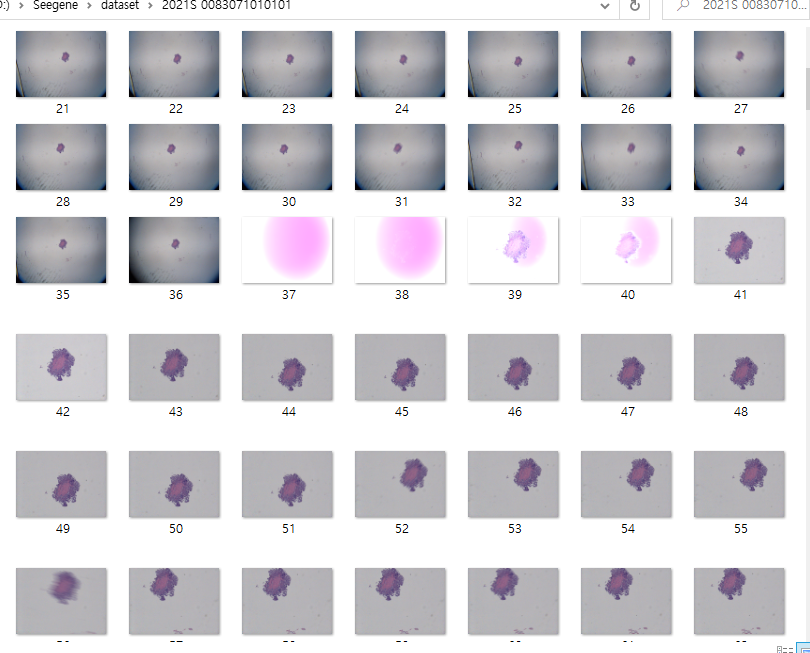 :) > Seegene > dataset > 2021S 0083071010101
2021S 00830710...
21 22 23 24 25 26 27
28 29 30 31 32 33 34
35 36 37 38 39 40 41
42 43 44 45 46 47 48
49 50 51 52 53 54 55